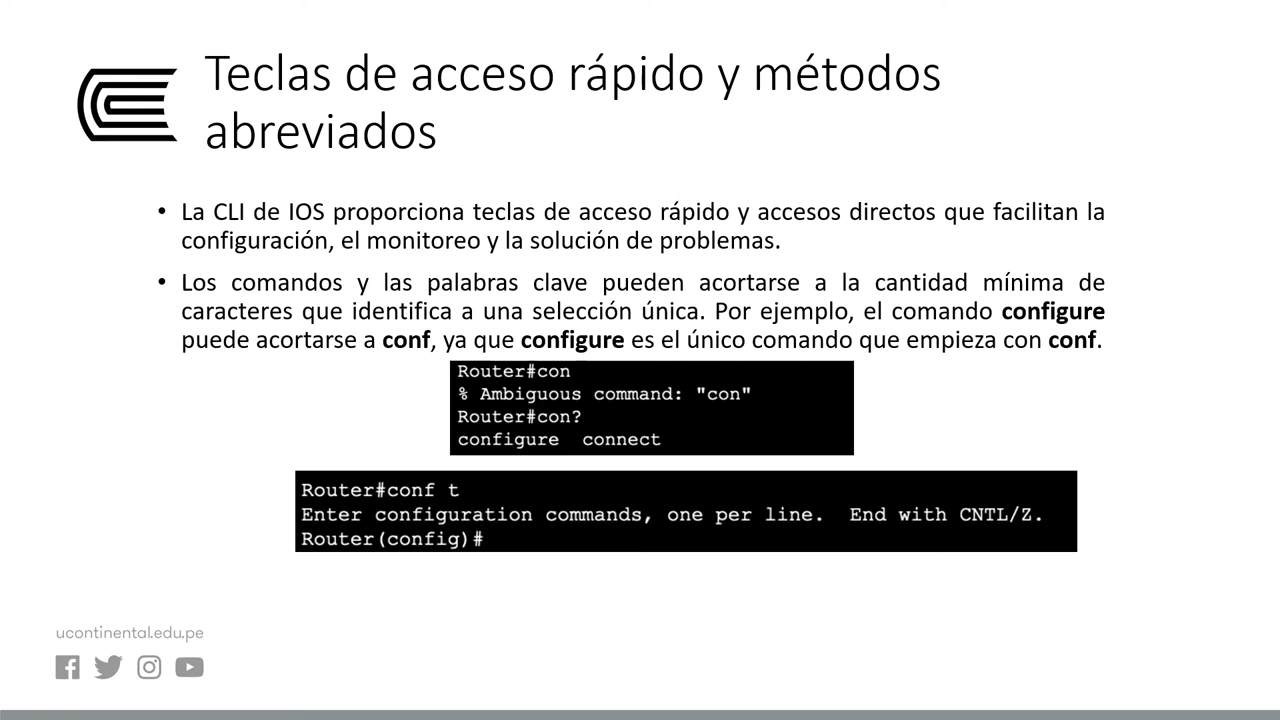 Teclas de acceso rápido y métodos
abreviados
• La CLI de IOS proporciona teclas de acceso rápido y accesos directos que facilitan la
configuración, el monitoreo y la solución de problemas.
• Los comandos y las palabras clave pueden acortarse a la cantidad mínima de
caracteres que identifica a una selección única. Por ejemplo, el comando configure
puede acortarse a conf, ya que configure es el único comando que empieza con conf.
Router#con
% Ambiguous command: "con"
Router#con?
configure  connect
Router#conf t
Enter configuration commands, one per line.  End with CNTL/Z.
Router(config)#
ucontinental.edu.pe